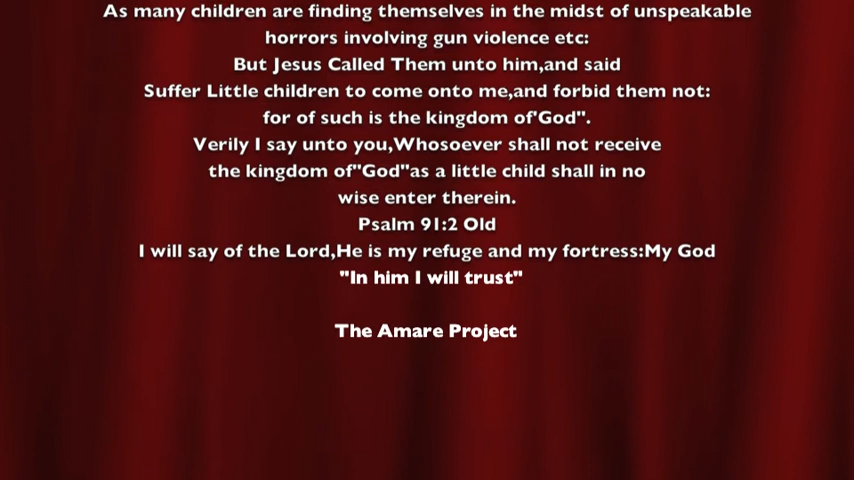 As many children are finding themselves in the midst of unspeakable
horrors involving gun violence etc:
But Jesus Called Them unto him,and said
Suffer Little children to come onto me,and forbid them not:
for of such is the kingdom of'God".
Verily I say unto you,Whosoever shall not receive
the kingdom of"God"as a little child shall in no
wise enter therein.
Psalm 91:2 Old
I will say of the Lord,He is my refuge and my fortress:My God
"In him I will trust"
The Amare Project